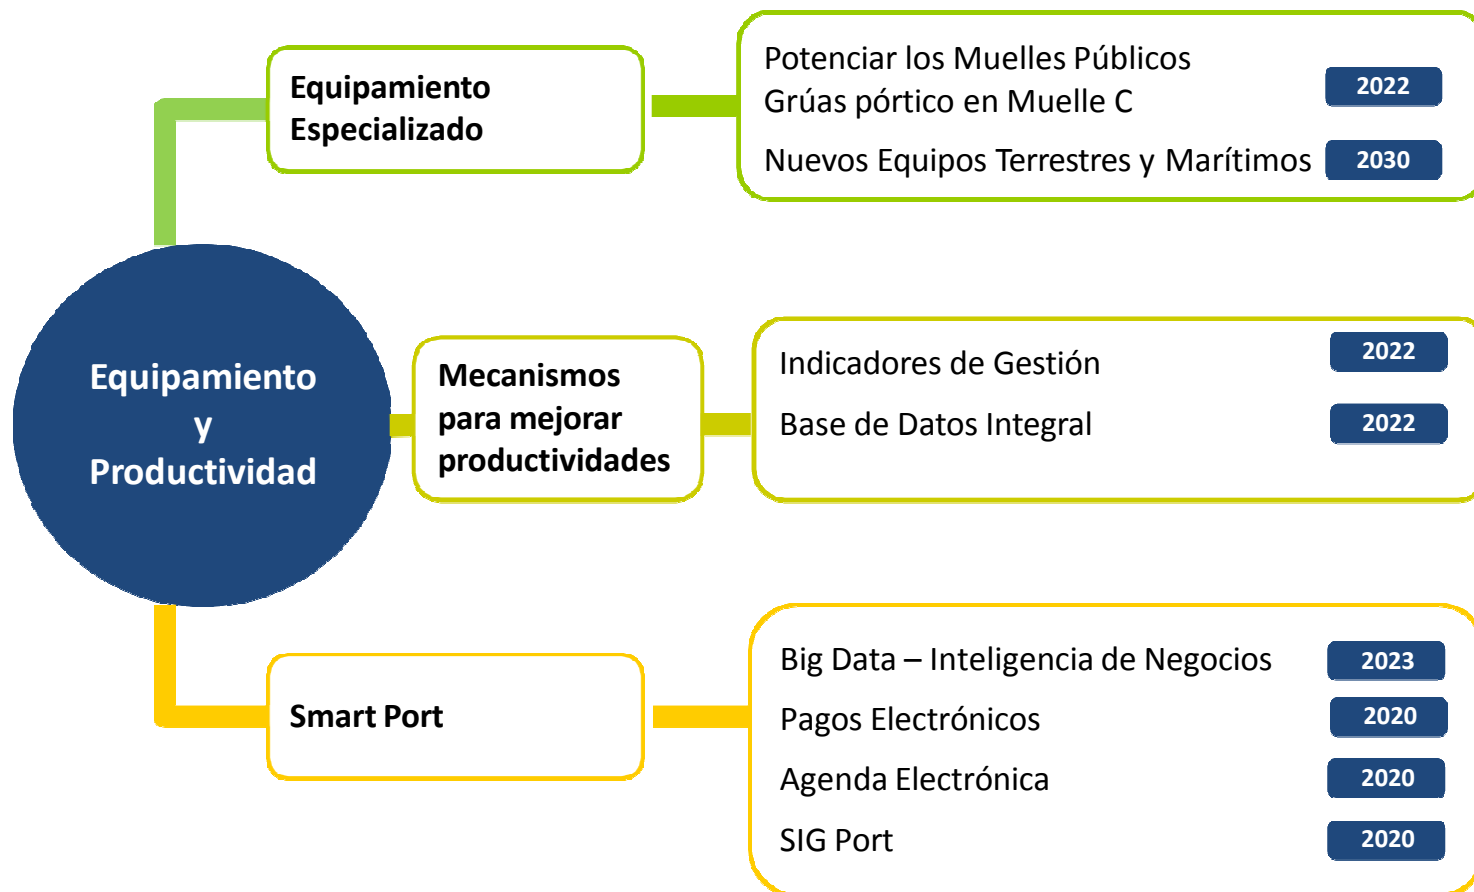 Equipamiento
y
Productividad
Equipamiento
Especializado
Potenciar los Muelles Públicos
Grúas pórtico en Muelle C
2022
Nuevos Equipos Terrestres y Marítimos
2030
Mecanismos
para mejorar
productividades
Indicadores de Gestión
2022
Base de Datos Integral
2022
Smart Port
Big Data – Inteligencia de Negocios
2023
Pagos Electrónicos
2020
Agenda Electrónica
2020
SIG Port
2020